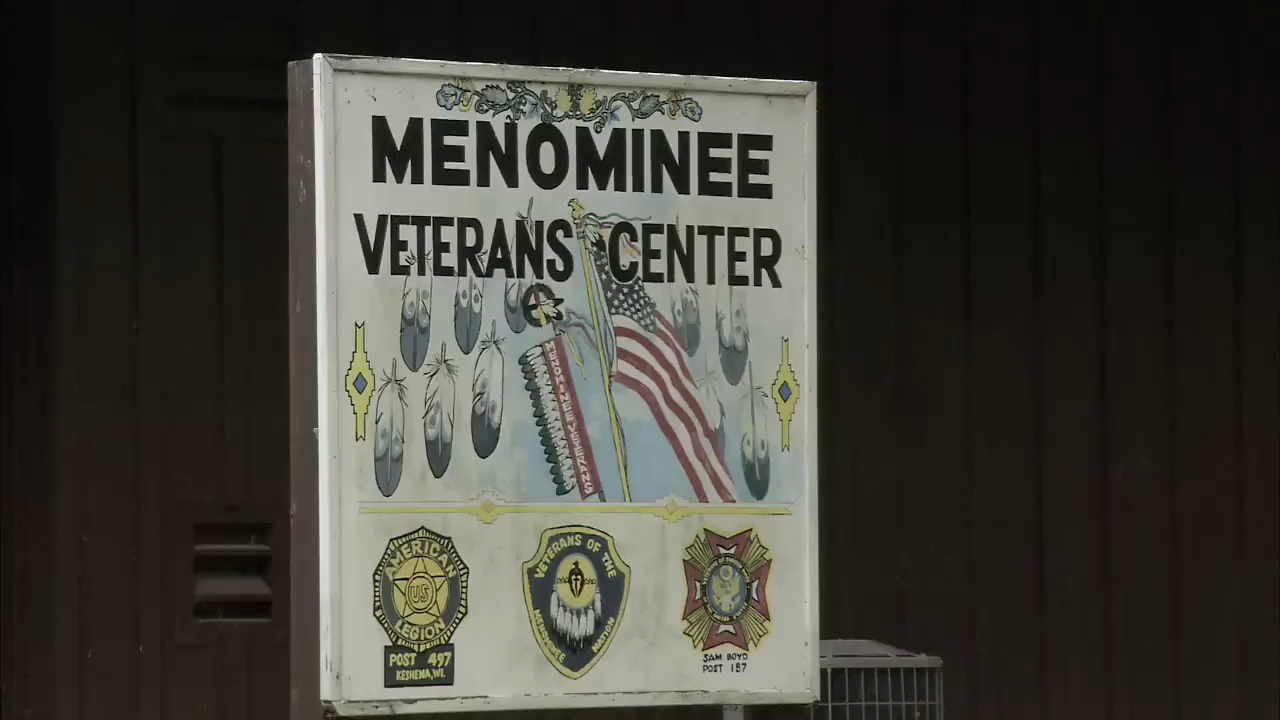 MENOMINEE
VETERANS CENTER
MENOMINEE VETERANS
AMERICAN
US
LEGION
POST 497
KESHENA, WI.
VETERANS OF THE
MENOMINEE NATION
SAM BOYD
POST 187